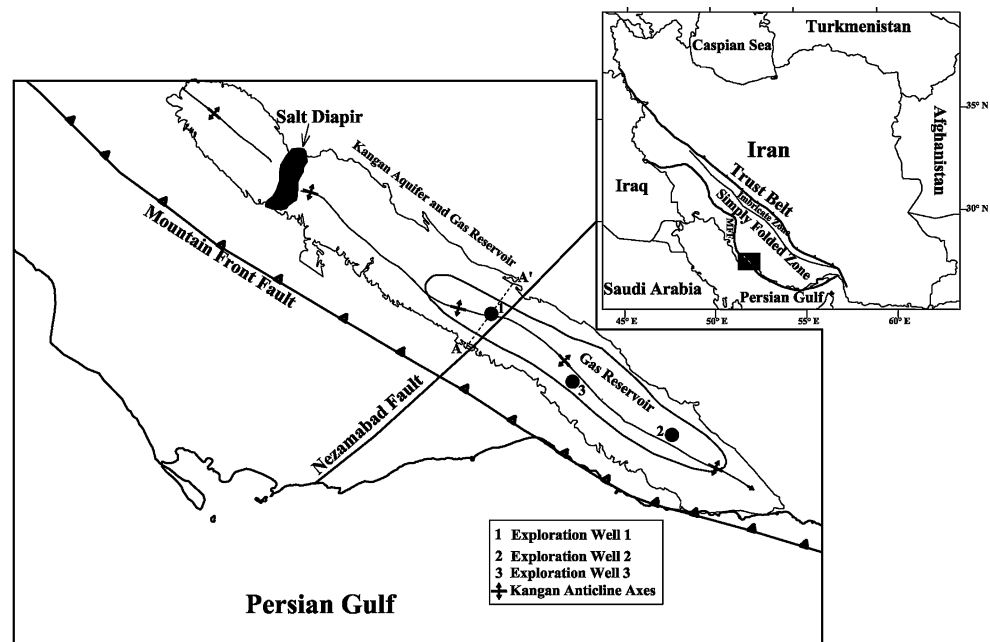 Turkmenistan
Caspian Sea
35° N
Iran
Afghanistan
Iraq
Trust Belt
Imbricate Zone
Simply Folded Zone
MFF
30° N
Saudi Arabia
Persian Gulf
45° E
50° E
55° E
60° E
Salt Diapir
Kangan Aquifer and Gas Reservoir
Mountain Front Fault
A'
1
A
Gas Reservoir
3
2
Nezamabad Fault
1 Exploration Well 1
2 Exploration Well 2
3 Exploration Well 3
Kangan Anticline Axes
Persian Gulf